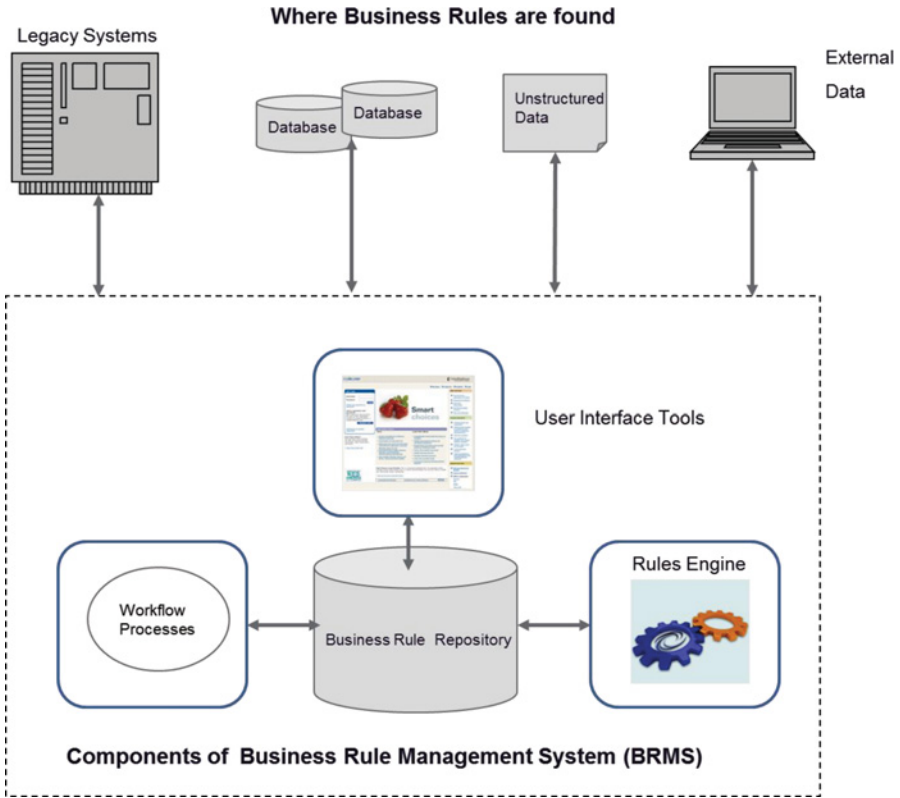 Where Business Rules are found
Legacy Systems
External
Data
Database
Database
Unstructured
Data
Smart
choices
User Interface Tools
Rules Engine
Workflow
Processes
Business Rule Repository
Components of Business Rule Management System (BRMS)